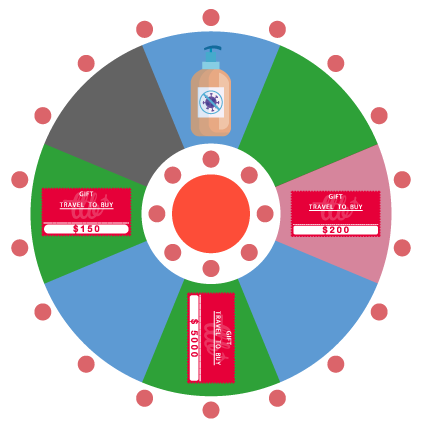 GIFT
TRAVEL TO BUY
$150
GIFT
TRAVEL TO BUY
$200
GIFT
TRAVEL TO BUY
$ 5000